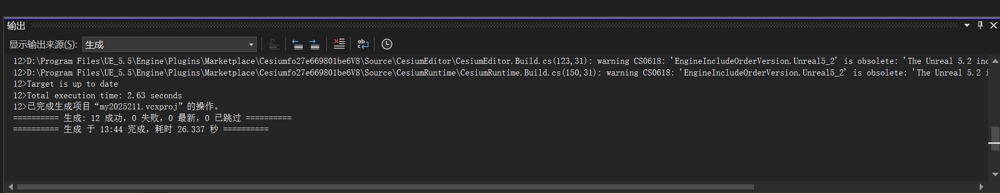 输出
显示输出来源(S): 生成
12>D:\Program Files\UE_5.5\Engine\Plugins\Marketplace\Cesiumfo27e669801be6V8\Source\CesiumEditor\CesiumEditor.Build.cs(123,31): warning CS0618: 'EngineIncludeOrderVersion.Unreal5_2' is obsolete: 'The Unreal 5.2 inc
12>D:\Program Files\UE_5.5\Engine\Plugins\Marketplace\Cesiumfo27e669801be6V8\Source\CesiumRuntime\CesiumRuntime.Build.cs(150,31): warning CS0618: 'EngineIncludeOrderVersion.Unreal5_2' is obsolete: 'The Unreal 5.2 i
12>Target is up to date
12>Total execution time: 2.63 seconds
12>已完成生成项目“my2025211.vcxproj”的操作。
========== 生成: 12 成功，0 失败，0 最新，0 已跳过 ==========
========== 生成 于 13:44 完成，耗时 26.337 秒 ==========